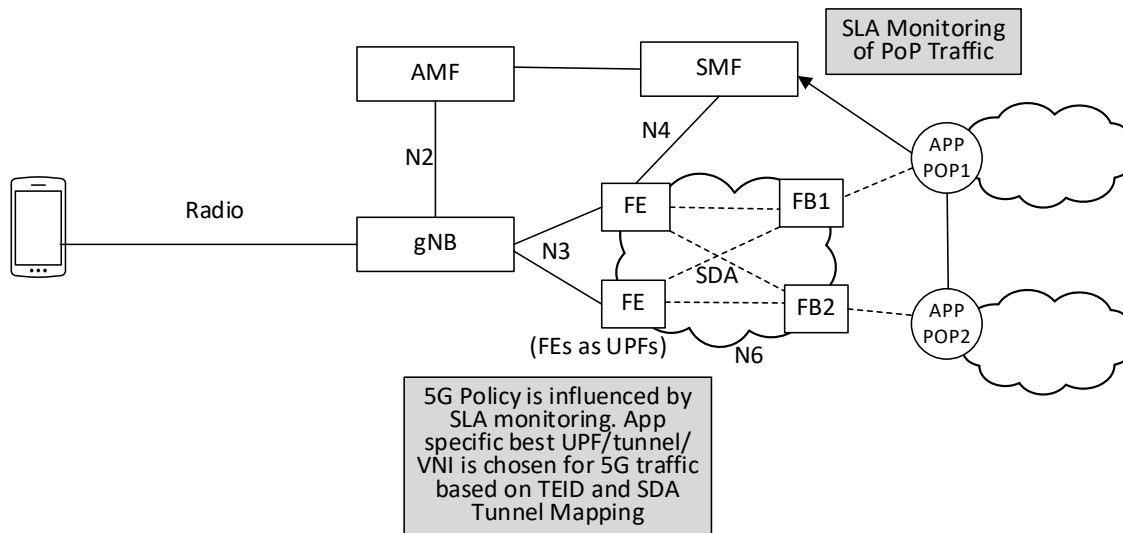 SLA Monitoring
of PoP Traffic
AMF
SMF
N4
N2
APP
POP1
Radio
FE
FB1
gNB
N3
SDA
FE
FB2
APP
POP2
(FEs as UPFs)
N6
5G Policy is influenced by
SLA monitoring. App
specific best UPF/tunnel/
VNI is chosen for 5G traffic
based on TEID and SDA
Tunnel Mapping